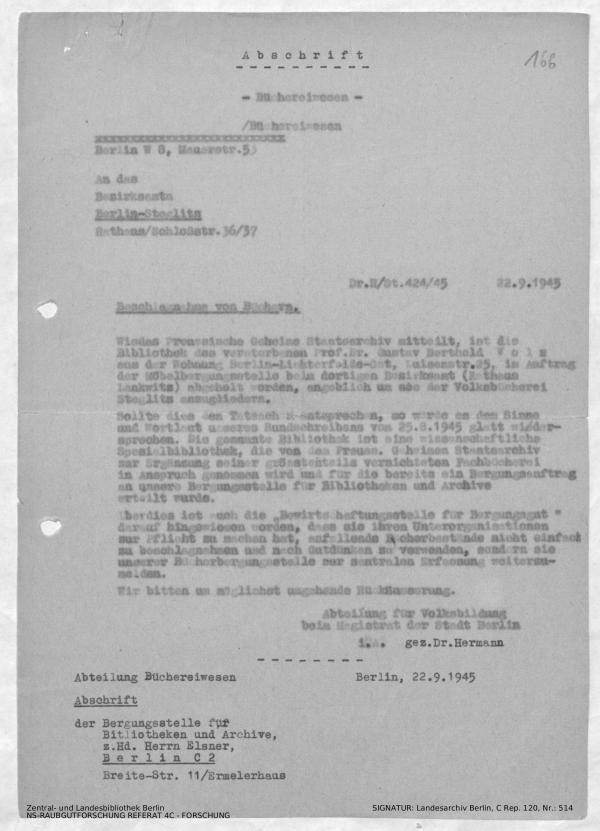 Abschrift
166
- Büchereiwesen -
/Büchereiwesen
Berlin W 8, Mauerstr.53
An das
Bezirksamtn
Berlin-Steglitz
Rathaus/Schloßstr.36/37
Dr.H/St.424/45 22.9.1945
Beschlagnahme von Büchern.
Wiedas Preussische Geheime Staatsarchiv mitteilt, ist die
Bibliothek des verstorbenen Prof.Dr. Gustav Berthold V o l z
aus der Wohnung Berlin-Lichterfelde-Ost, Luisenstr. im Auftrag
der Möbelbergungsstelle beim dortigen Bezirksamt (Rathaus
Lankwitz) abgeholt worden, angeblich um sie der Volksbücherei
Steglitz anzugliedern.
Sollte dies den Tatsach entsprechen, so würde es dem Sinne
und Wortlaut unseres Rundschreibens vom 25.8.1945 glatt wieder-
sprechen. Die gesamte Bibliothek ist eine wissenschaftliche
Spezialbibliothek, die von dem Preuss. Geheimen Staatsarchiv
zur Ergänzung seiner grösstenteils vernichteten Fachbücherei
in Anspruch genommen wird und für die bereits ein Bergungsauftrag
an unsere Bergungsstelle für Bibliotheken und Archive
erteilt wurde.
Überdies ist auch die "Bewirtschaftungsstelle für Bergungsgut "
darauf hingewiesen worden, dass sie ihren Unterorganisationen
zur Pflicht zu machen hat, anfallende Bücherbestände nicht einfach
zu beschlagnahmen und nach Gutdünken zu verwenden, sondern sie
unserer Bücherbergungsstelle zur zentralen Erfassung weiterzu-
melden.
Wir bitten um möglichst umgehende Rückäusserung.
Abteilung für Volksbildung
beim Magistrat der Stadt Berlin
i.A. gez.Dr.Hermann
Abteilung Büchereiwesen Berlin, 22.9.1945
Abschrift
der Bergungsstelle für
Bitliotheken und Archive,
z.Hd. Herrn Elsner,
B e r l i n C 2
Breite-Str. 11/Ermelerhaus
Zentral- und Landesbibliothek Berlin
NS-RAUBGUTFORSCHUNG REFERAT 4C - FORSCHUNG
SIGNATUR: Landesarchiv Berlin, C Rep. 120, Nr.: 514